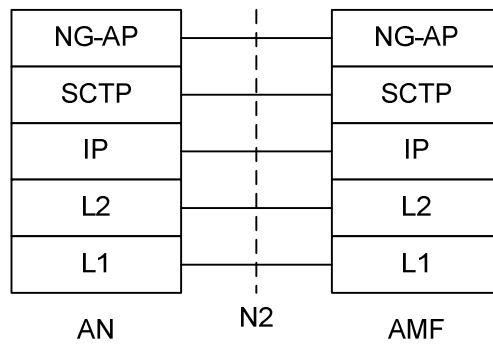 NG-AP NG-AP
SCTP SCTP
IP IP
L2 L2
L1 L1
AN N2 AMF